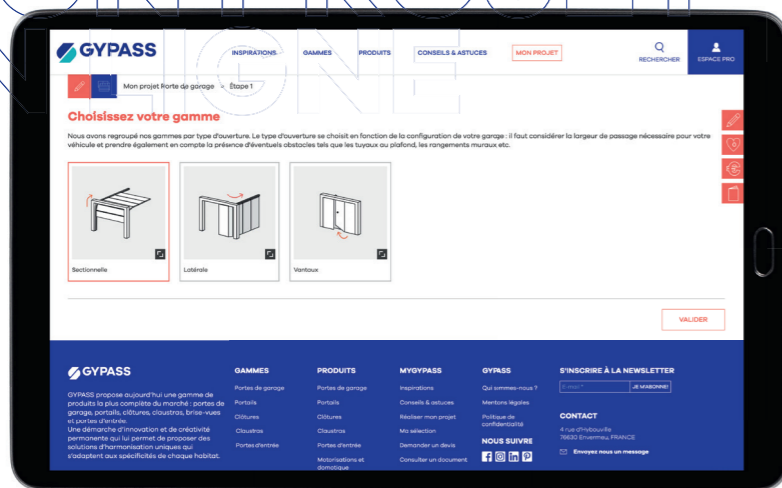 GYPASS
INSPIRATIONS
GAMMES
PRODUITS
CONSEILS & ASTUCES
MON PROJET
RECHERCHER
ESPACE PRO
Mon projet Porte de garage > Étape 1
Choisissez votre gamme
Nous avons regroupé nos gammes par type d'ouverture. Le type d'ouverture se choisit en fonction de la configuration de votre garage : il faut considérer la largeur de passage nécessaire pour votre
véhicule et prendre également en compte la présence d'éventuels obstacles tels que les tuyaux au plafond, les rangements muraux etc.
Sectionnelle
Latérale
Vantaux
VALIDER
GYPASS
GYPASS propose aujourd'hui une gamme de
produits la plus complète du marché : portes de
garage, portails, clôtures, claustras, brise-vues
et portes d'entrée.
Une démarche d'innovation et de créativité
permanente qui lui permet de proposer des
solutions d'harmonisation uniques qui
s'adaptent aux spécificités de chaque habitat.
GAMMES
Portes de garage
Portails
Clôtures
Claustras
Portes d'entrée
PRODUITS
Portes de garage
Portails
Clôtures
Claustras
Portes d'entrée
Motorisations et
domotique
MYGYPASS
Inspirations
Conseils & astuces
Réaliser mon projet
Ma sélection
Demander un devis
Consulter un document
GYPASS
Qui sommes-nous ?
Mentions légales
Politique de
confidentialité
NOUS SUIVRE
S'INSCRIRE À LA NEWSLETTER
E-mail *
JE M'ABONNE!
CONTACT
4 rue d'Hybouville
76630 Envermeu, FRANCE
Envoyez nous un message